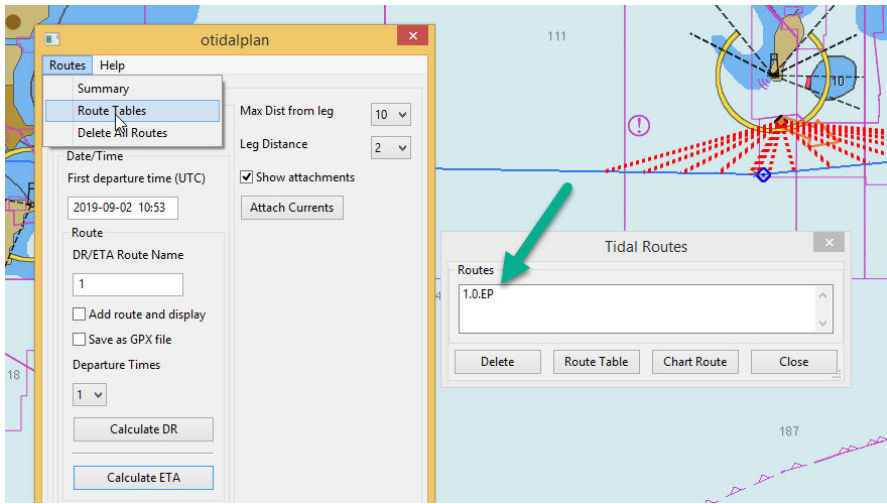 otidalplan
Routes Help
Summary
Route Tables
Delete All Routes
Date/Time
First departure time (UTC)
2019-09-02 10:53
Route
DR/ETA Route Name
1
Add route and display
Save as GPX file
Departure Times
1
Calculate DR
Calculate ETA
Max Dist from leg
10
Leg Distance
2
Show attachments
Attach Currents
111
10
Tidal Routes
Routes
1.0.EP
Delete Route Table Chart Route Close
187
18
4